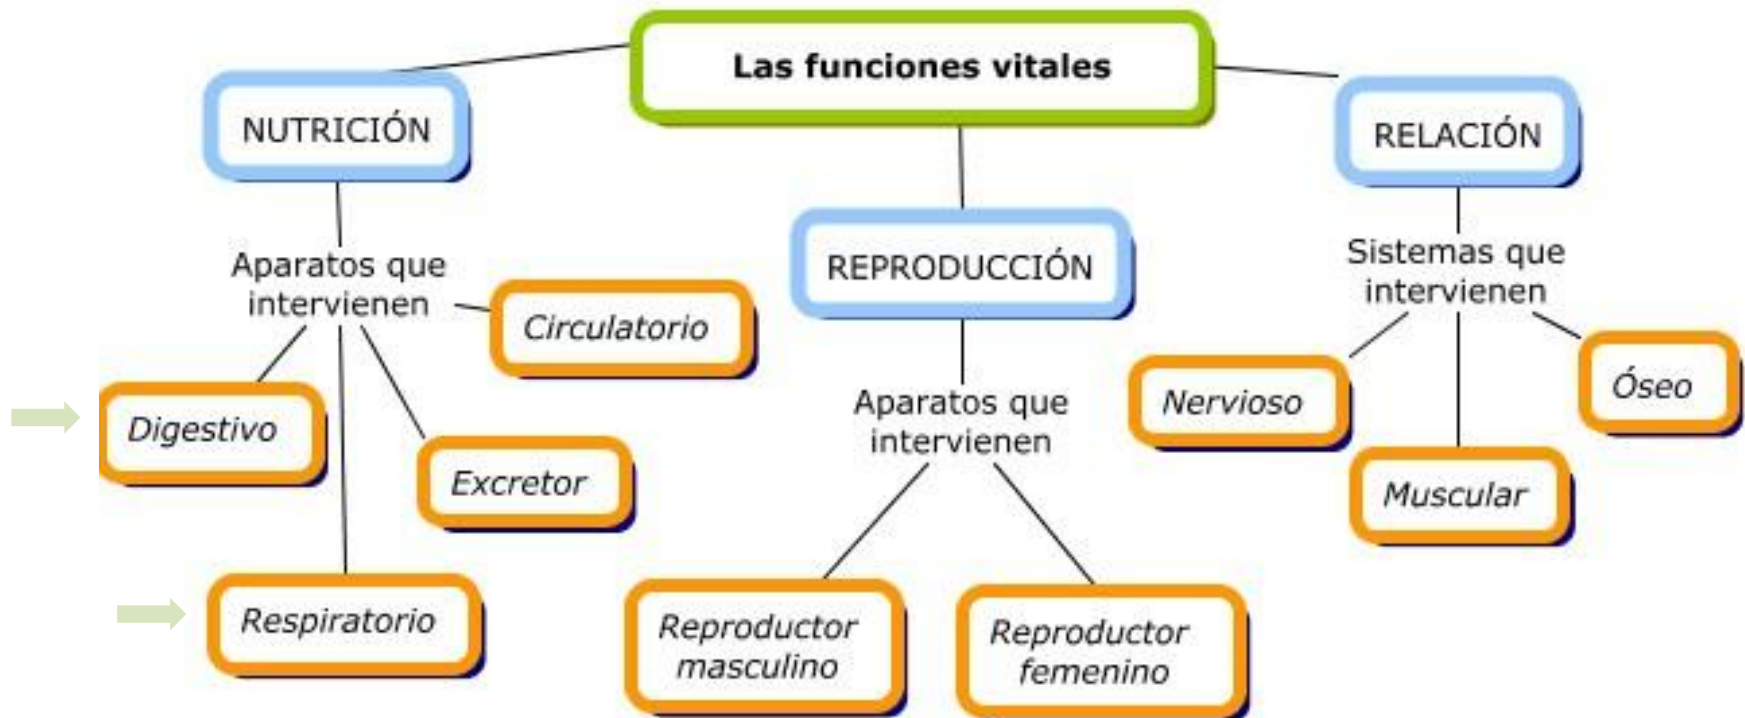 Las funciones vitales
NUTRICIÓN
Aparatos que
intervienen
Circulatorio
Digestivo
Excretor
Respiratorio
REPRODUCCIÓN
Aparatos que
intervienen
Reproductor
masculino
Reproductor
femenino
RELACIÓN
Sistemas que
intervienen
Nervioso
Muscular
Óseo